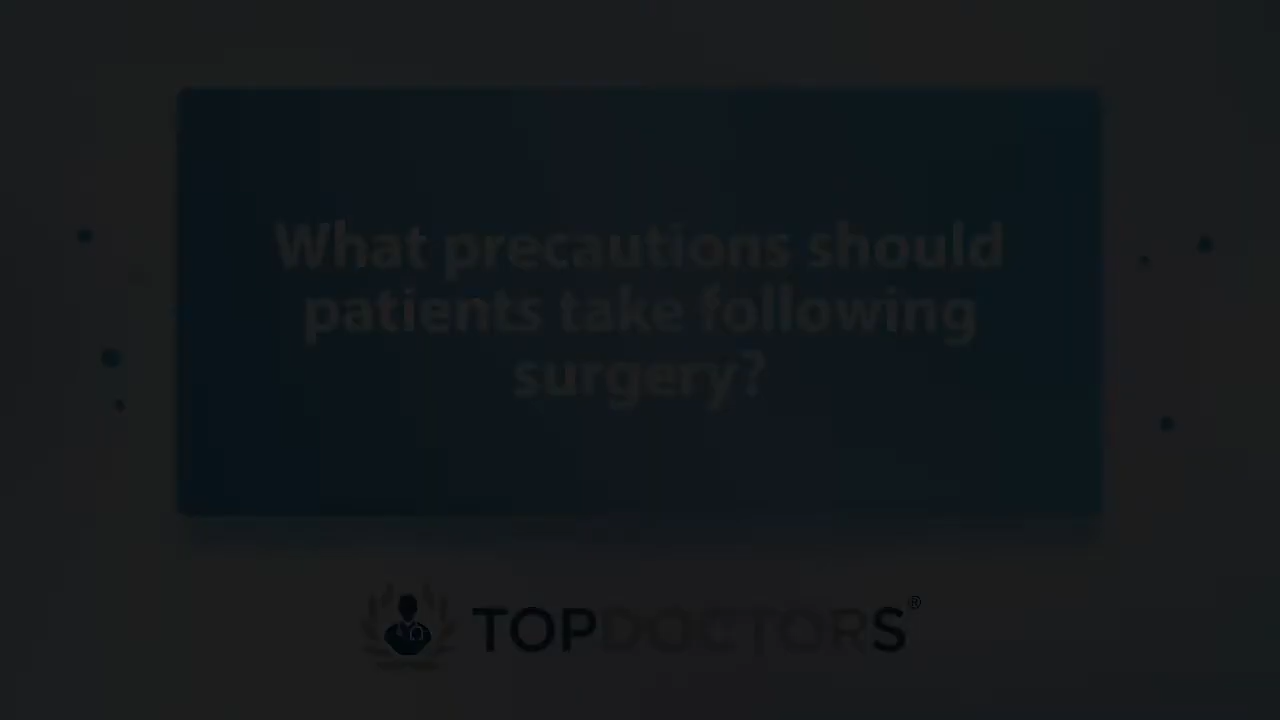 What precautions should
patients take following
surgery?
TOPDOCTORS®